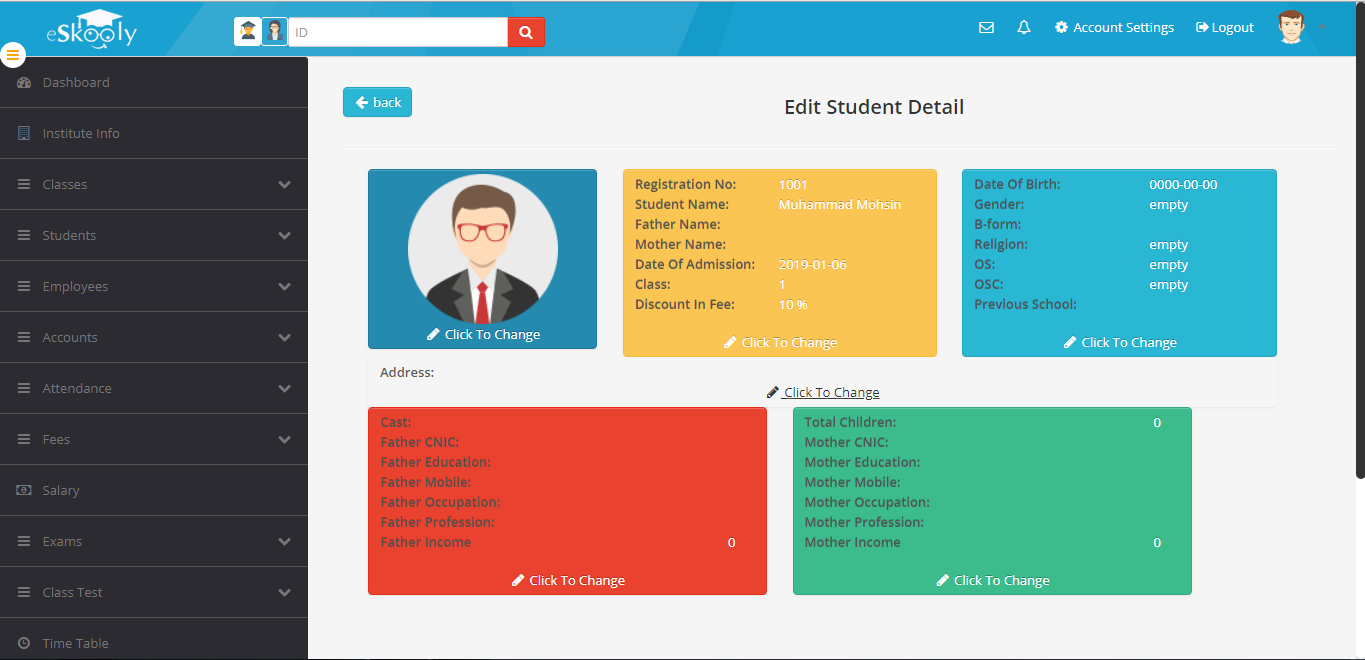 eSkooly
ID
Account Settings
Logout
Dashboard
Institute Info
Classes
Students
Employees
Accounts
Attendance
Fees
Salary
Exams
Class Test
Time Table
back
Edit Student Detail
Click To Change
Registration No: 1001
Student Name: Muhammad Mohsin
Father Name:
Mother Name:
Date Of Admission: 2019-01-06
Class: 1
Discount In Fee: 10 %
Click To Change
Date Of Birth: 0000-00-00
Gender: empty
B-form:
Religion: empty
OS: empty
OSC: empty
Previous School:
Click To Change
Address:
Click To Change
Cast:
Father CNIC:
Father Education:
Father Mobile:
Father Occupation:
Father Profession:
Father Income 0
Click To Change
Total Children: 0
Mother CNIC:
Mother Education:
Mother Mobile:
Mother Occupation:
Mother Profession:
Mother Income 0
Click To Change